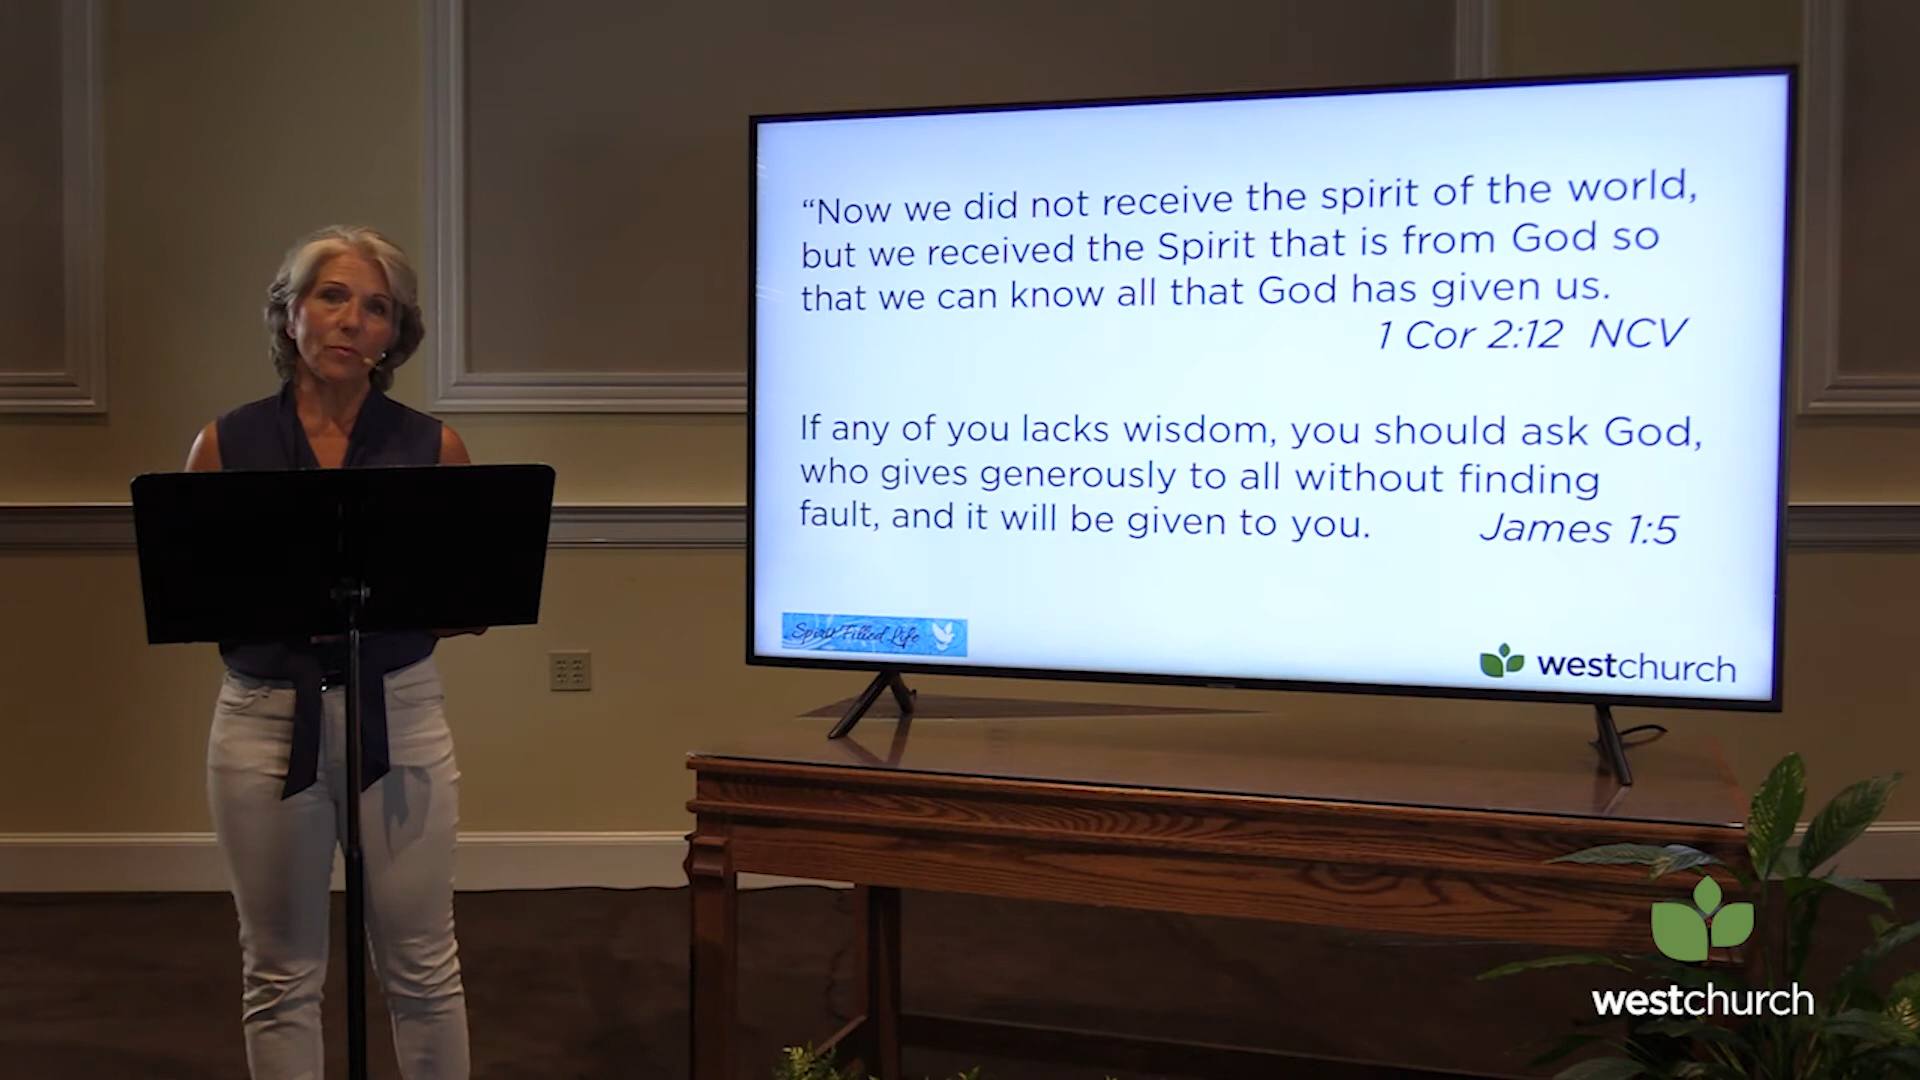 “Now we did not receive the spirit of the world,
but we received the Spirit that is from God so
that we can know all that God has given us.
1 Cor 2:12 NCV
If any of you lacks wisdom, you should ask God,
who gives generously to all without finding
fault, and it will be given to you.
James 1:5
Spirit Filled Life
westchurch
westchurch